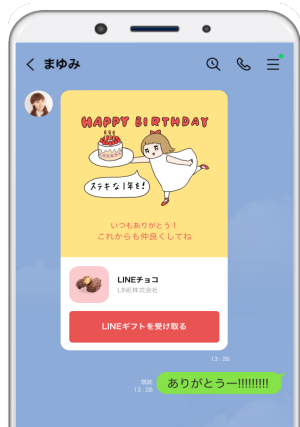 まゆみ
HAPPY BIRTHDAY
ステキな1年を!
いつもありがとう!
これからも仲良くしてね
LINEチョコ
LINE株式会社
LINEギフトを受け取る
13:26
既読
13:28
ありがとうー!!!!!!!!!